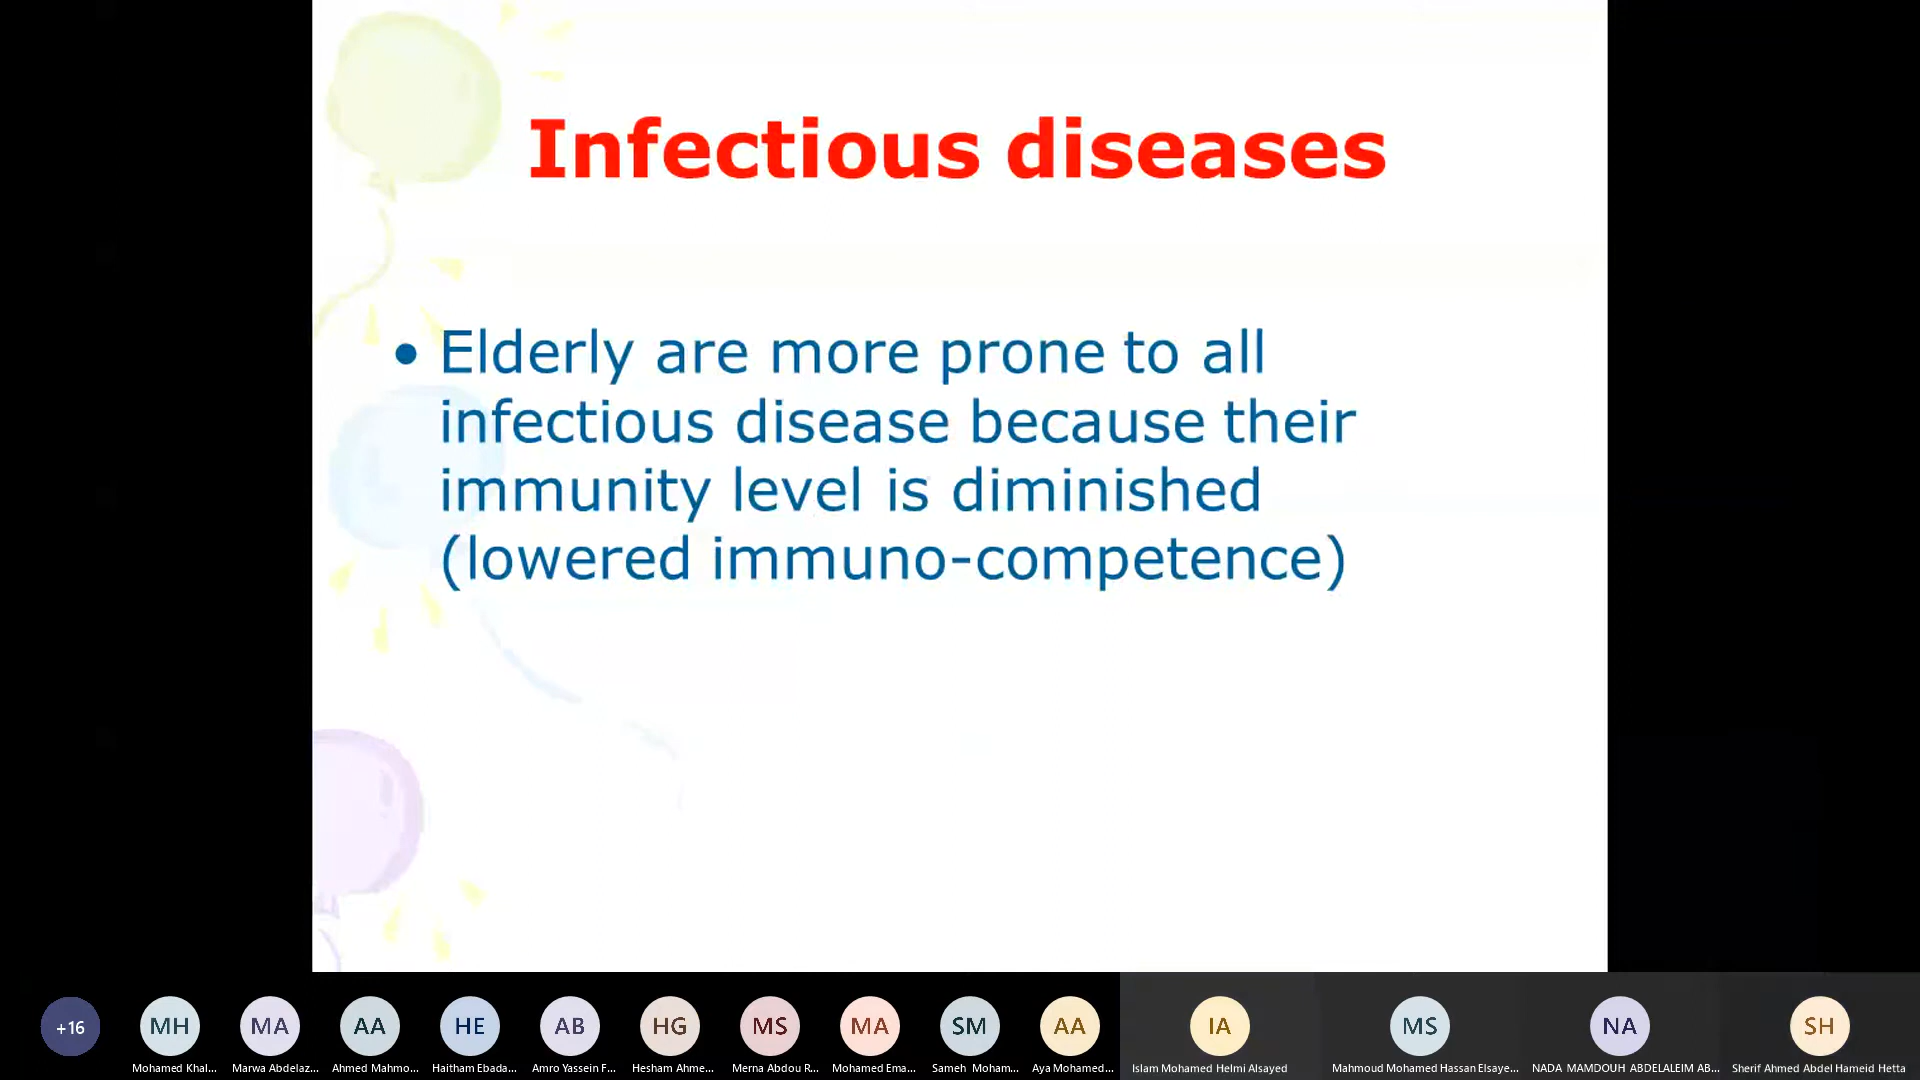 Infectious diseases
• Elderly are more prone to all
infectious disease because their
immunity level is diminished
(lowered immuno-competence)
+16
MH
MA
AA
HE
AB
HG
MS
MA
SM
AA
IA
MS
NA
SH
Mohamed Khal...
Marwa Abdelaz...
Ahmed Mahmo...
Haitham Ebada...
Amro Yassein F...
Hesham Ahme...
Merna Abdou R...
Mohamed Ema...
Sameh Moham...
Aya Mohamed...
Islam Mohamed Helmi Alsayed
Mahmoud Mohamed Hassan Elsaye...
NADA MAMDOUH ABDELALEIM AB...
Sherif Ahmed Abdel Hameid Hetta